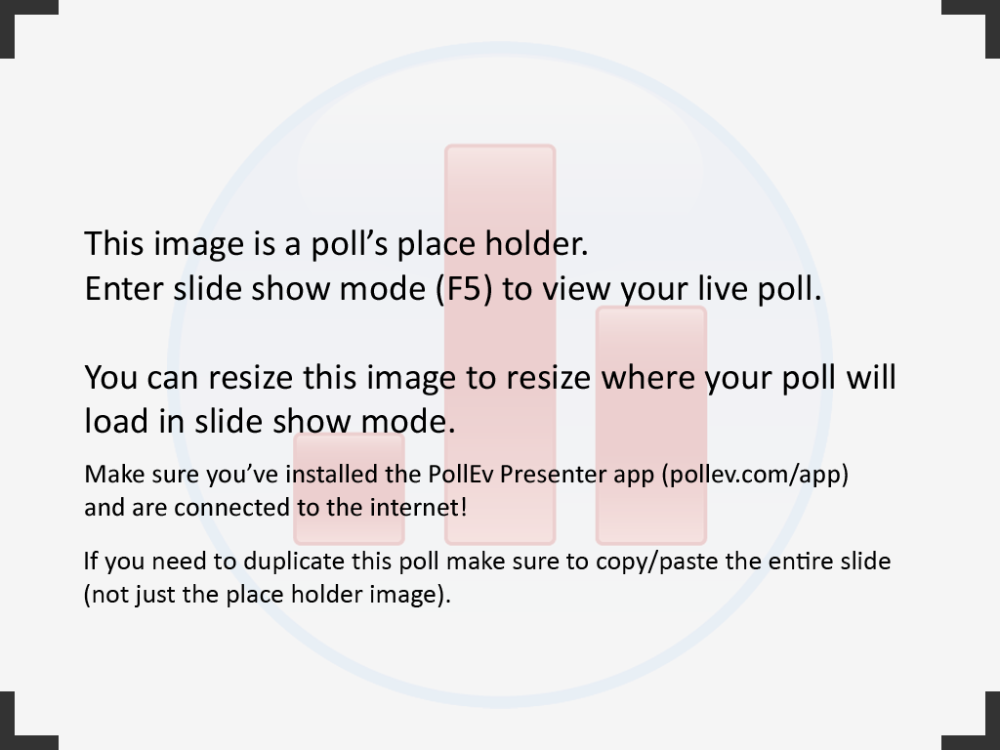 This image is a poll’s place holder.
Enter slide show mode (F5) to view your live poll.
You can resize this image to resize where your poll will
load in slide show mode.
Make sure you’ve installed the PollEv Presenter app (pollev.com/app)
and are connected to the internet!
If you need to duplicate this poll make sure to copy/paste the entire slide
(not just the place holder image).